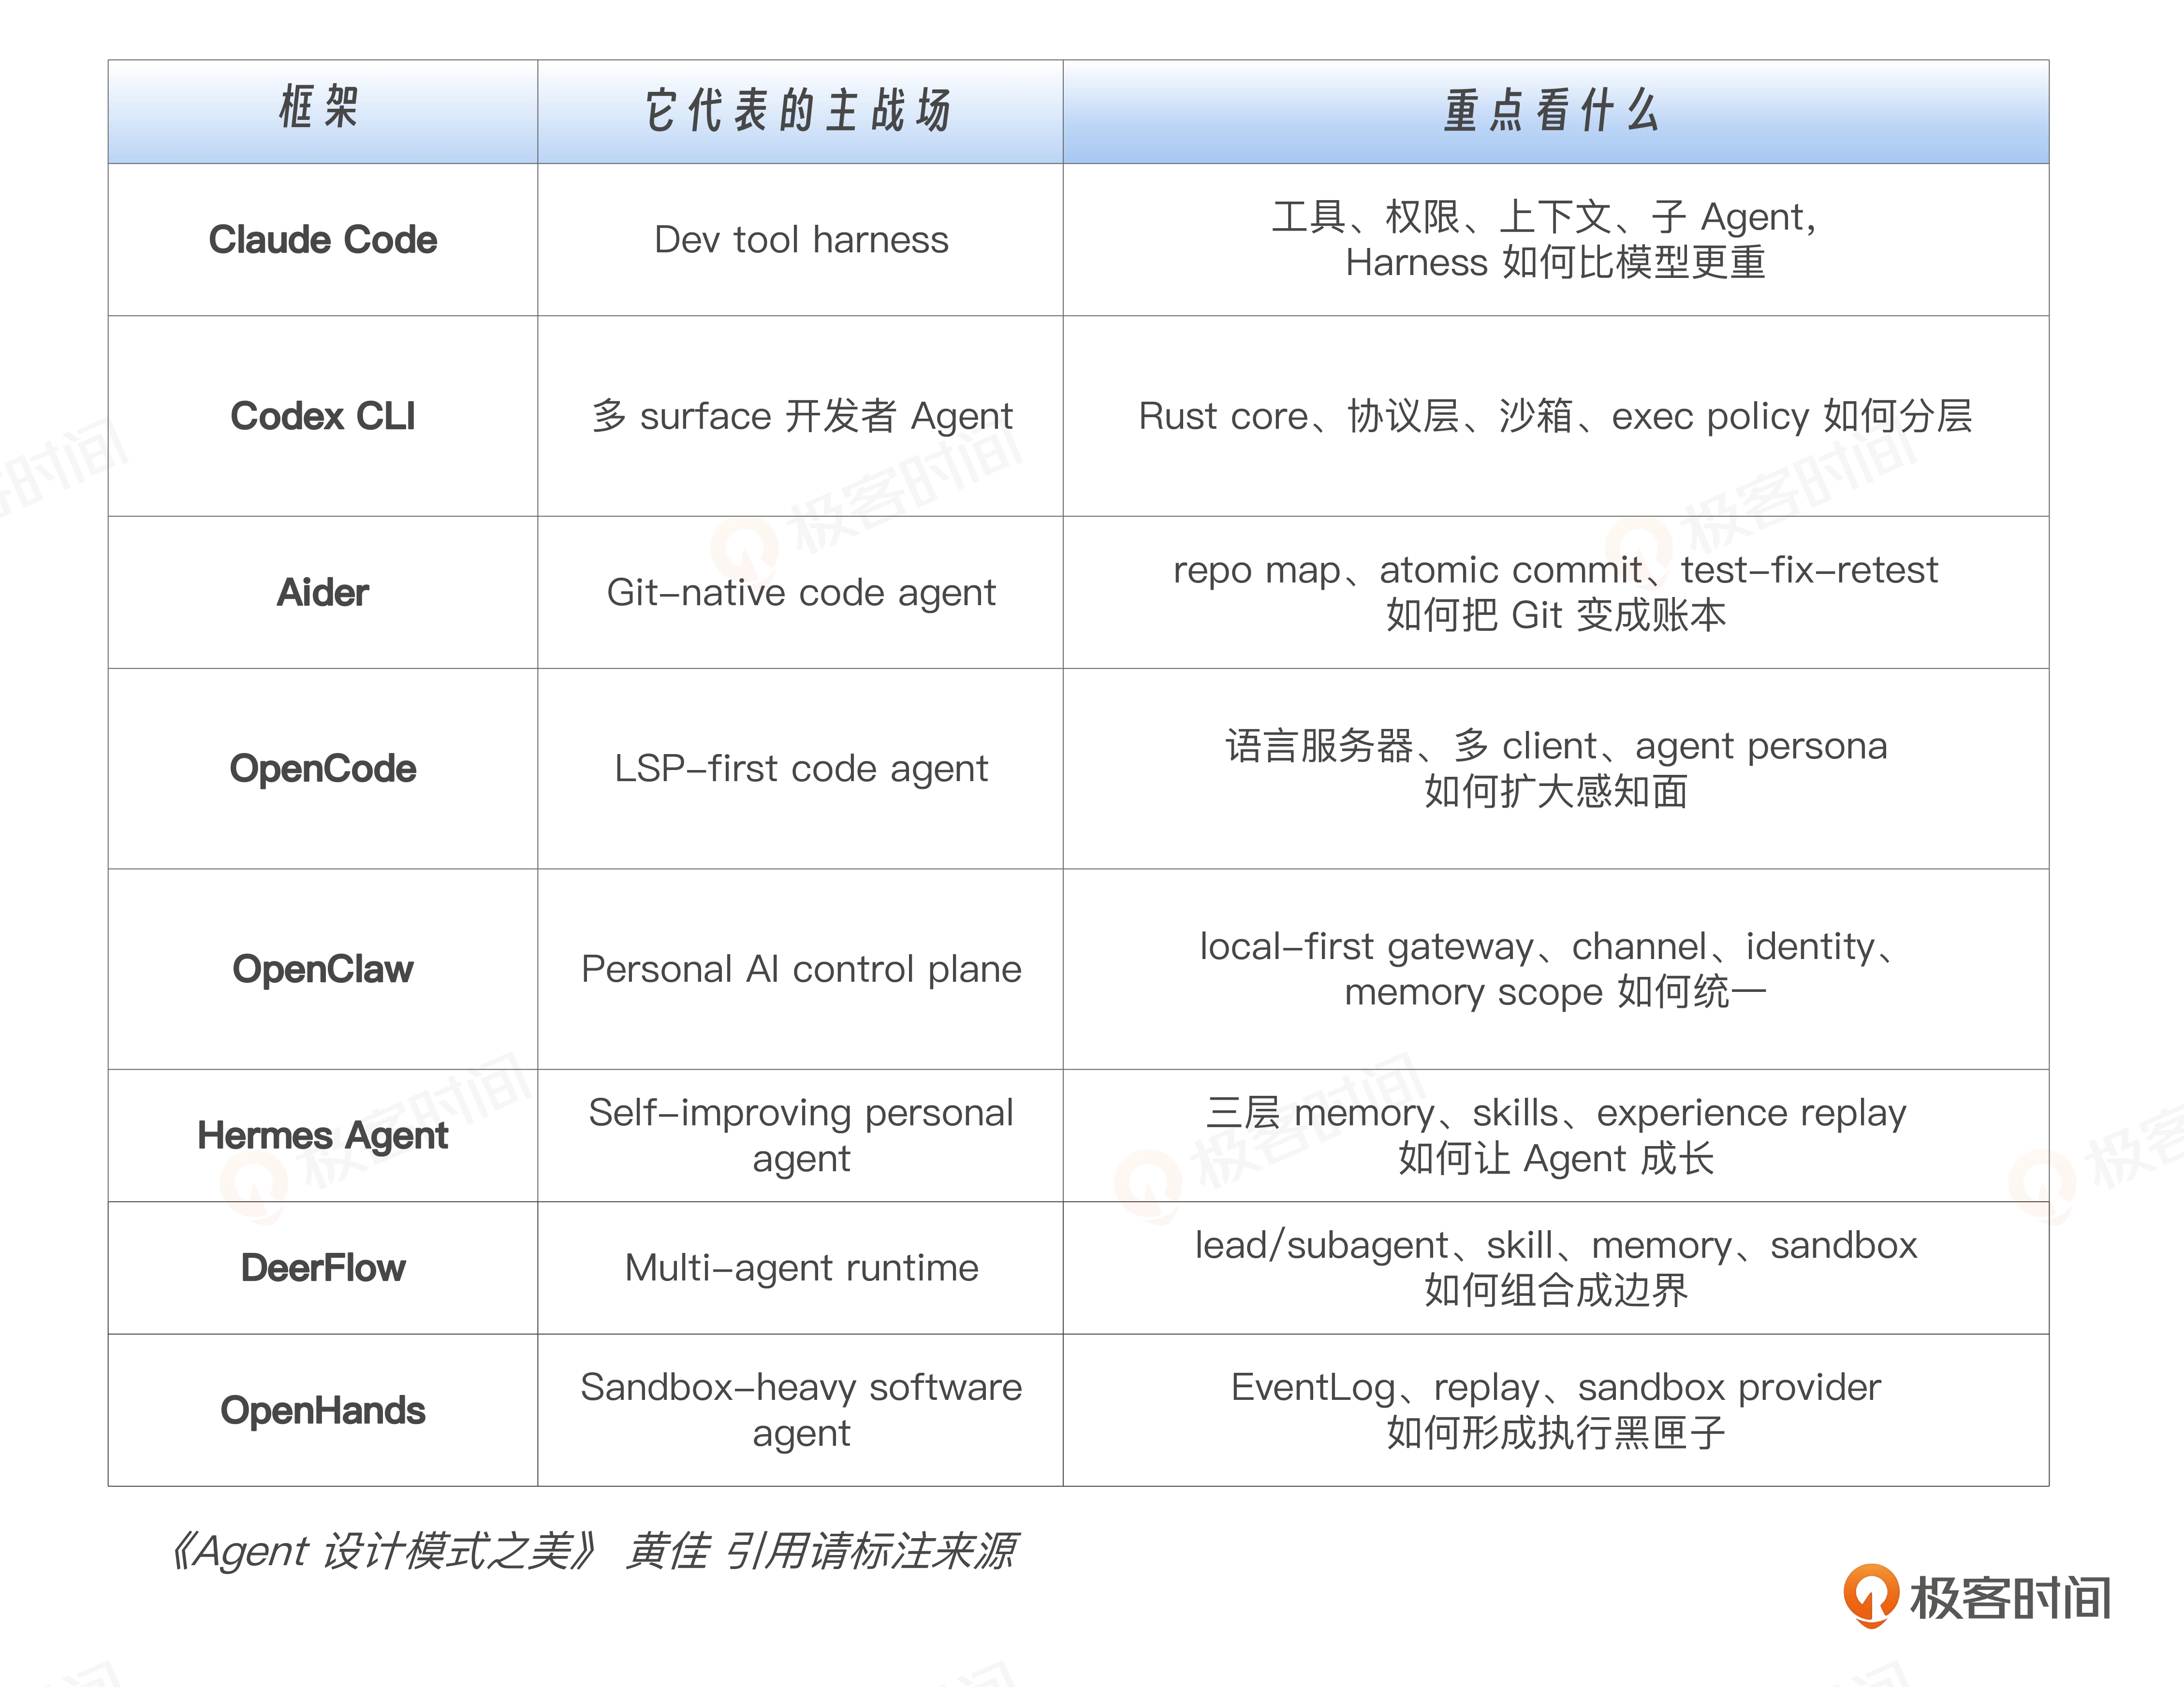 框架
它代表的主战场
重点看什么
Claude Code
Dev tool harness
工具、权限、上下文、子 Agent，
Harness 如何比模型更重
Codex CLI
多 surface 开发者 Agent
Rust core、协议层、沙箱、exec policy 如何分层
Aider
Git-native code agent
repo map、atomic commit、test-fix-retest
如何把 Git 变成账本
OpenCode
LSP-first code agent
语言服务器、多 client、agent persona
如何扩大感知面
OpenClaw
Personal AI control plane
local-first gateway、channel、identity、
memory scope 如何统一
Hermes Agent
Self-improving personal
agent
三层 memory、skills、experience replay
如何让 Agent 成长
DeerFlow
Multi-agent runtime
lead/subagent、skill、memory、sandbox
如何组合成边界
OpenHands
Sandbox-heavy software
agent
EventLog、replay、sandbox provider
如何形成执行黑匣子
《Agent 设计模式之美》 黄佳 引用请标注来源
极客时间